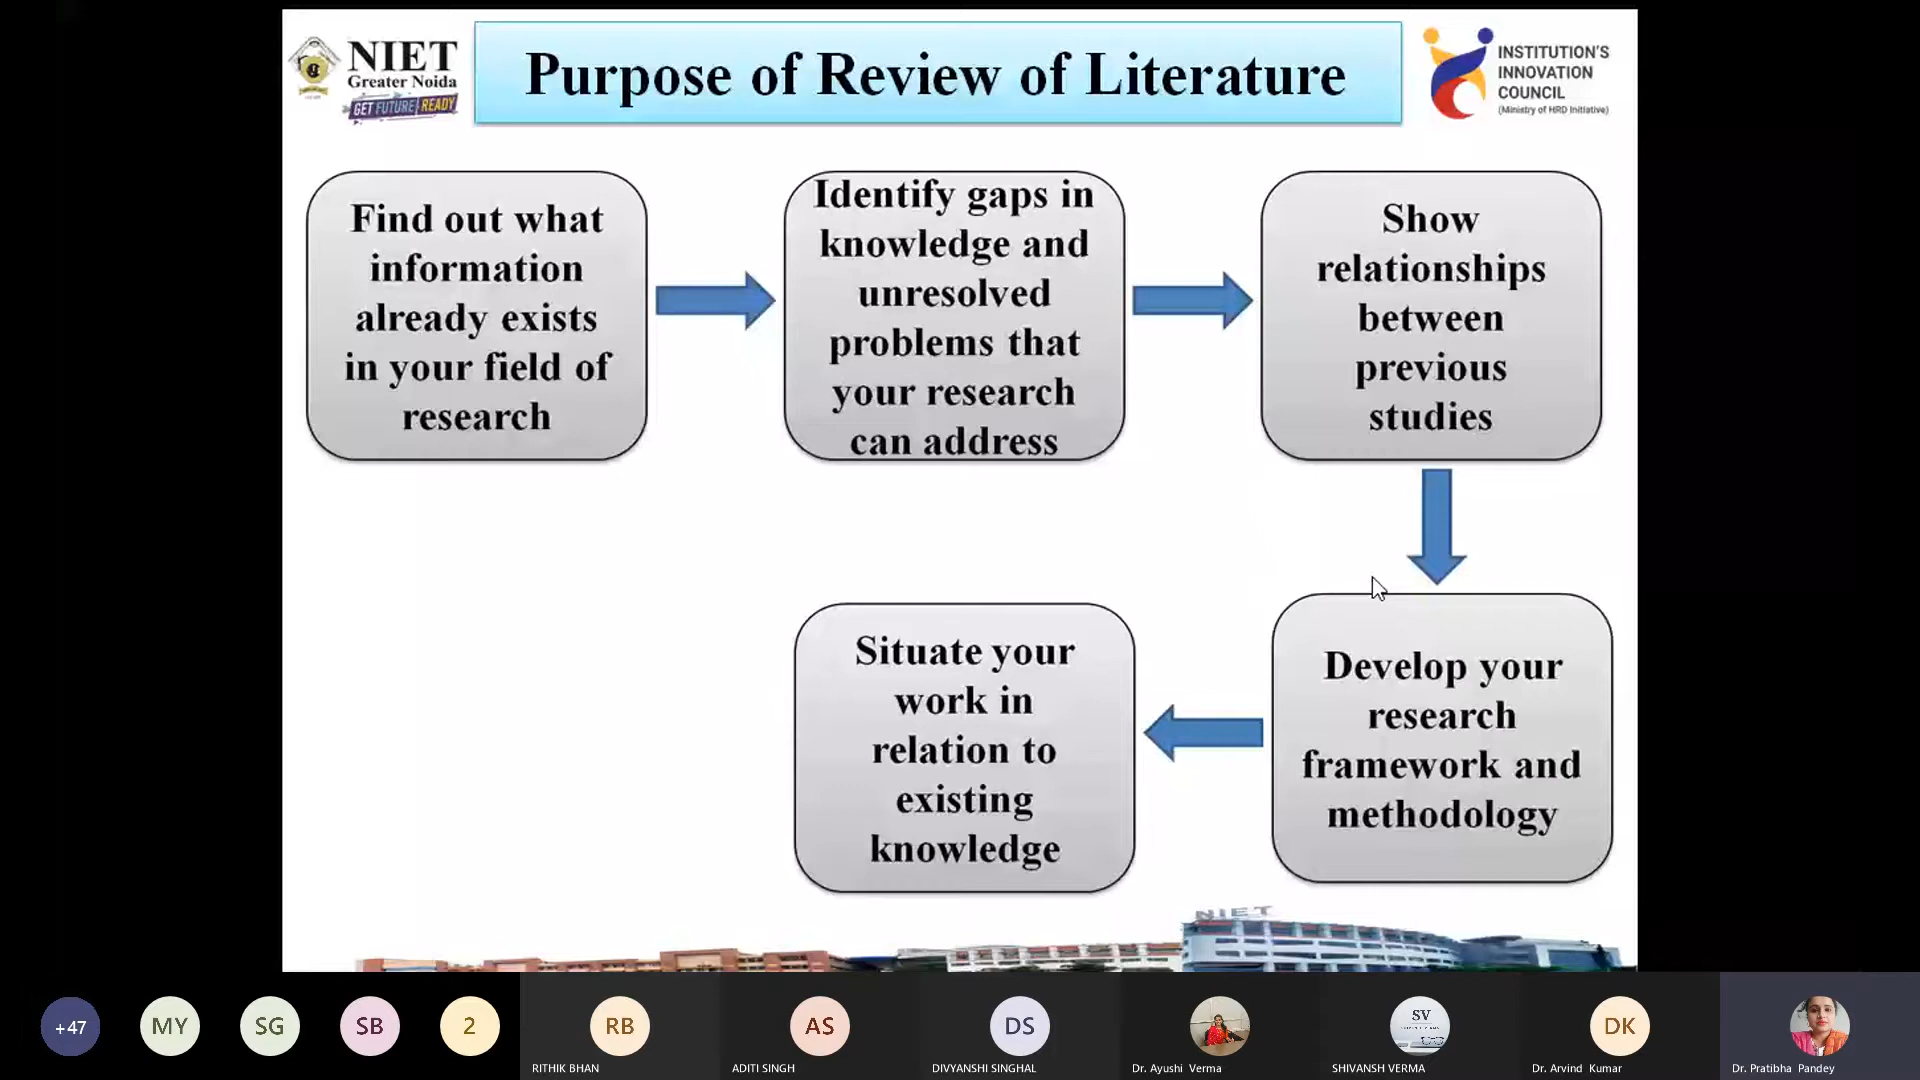 NIET
Greater Noida
GET FUTURE READY
Purpose of Review of Literature
INSTITUTION'S
INNOVATION
COUNCIL
(Ministry of HRD Initiative)
Find out what
information
already exists
in your field of
research
Identify gaps in
knowledge and
unresolved
problems that
your research
can address
Show
relationships
between
previous
studies
Situate your
work in
relation to
existing
knowledge
Develop your
research
framework and
methodology
NIET
+47
MY
SG
SB
2
RB
RITHIK BHAN
AS
ADITI SINGH
DS
DIVYANSHI SINGHAL
Dr. Ayushi Verma
SV
SHIVANSH VERMA
DK
Dr. Arvind Kumar
Dr. Pratibha Pandey